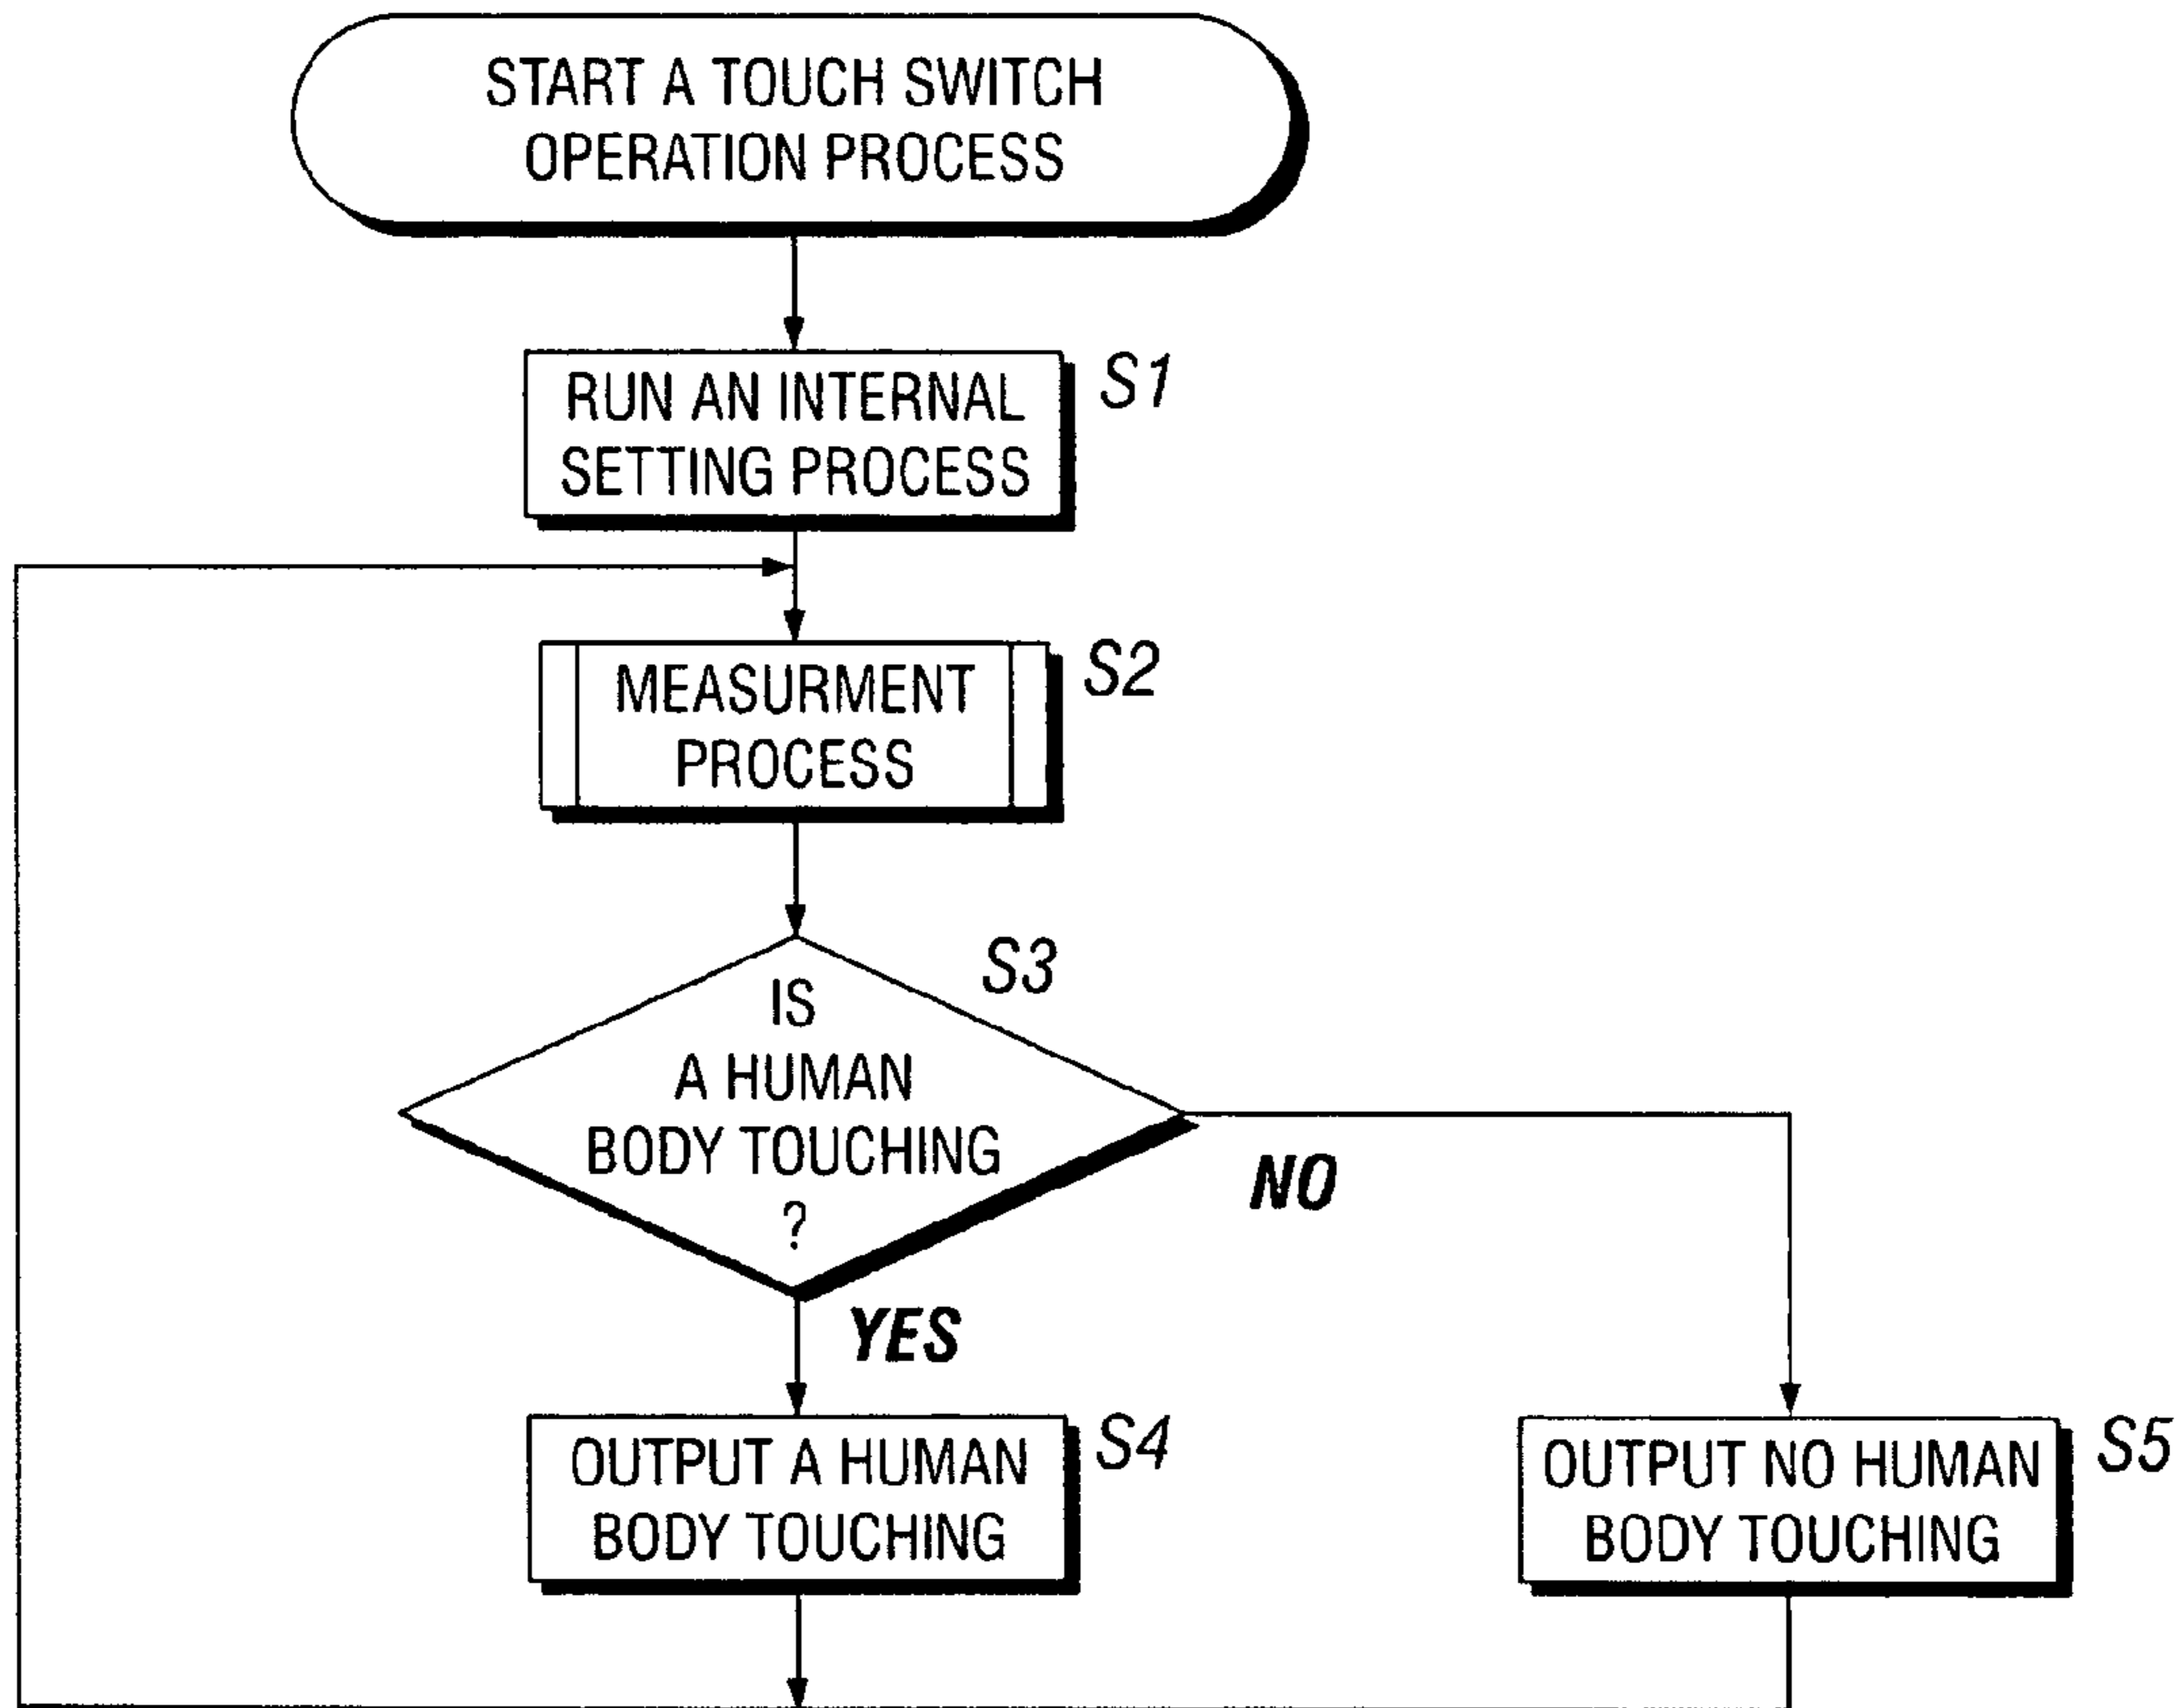 START A TOUCH SWITCH
OPERATION PROCESS
RUN AN INTERNAL
SETTING PROCESS
S1
MEASURMENT
PROCESS
S2
S3
IS
A HUMAN
BODY TOUCHING
?
NO
YES
OUTPUT A HUMAN
BODY TOUCHING
S4
OUTPUT NO HUMAN
BODY TOUCHING
S5